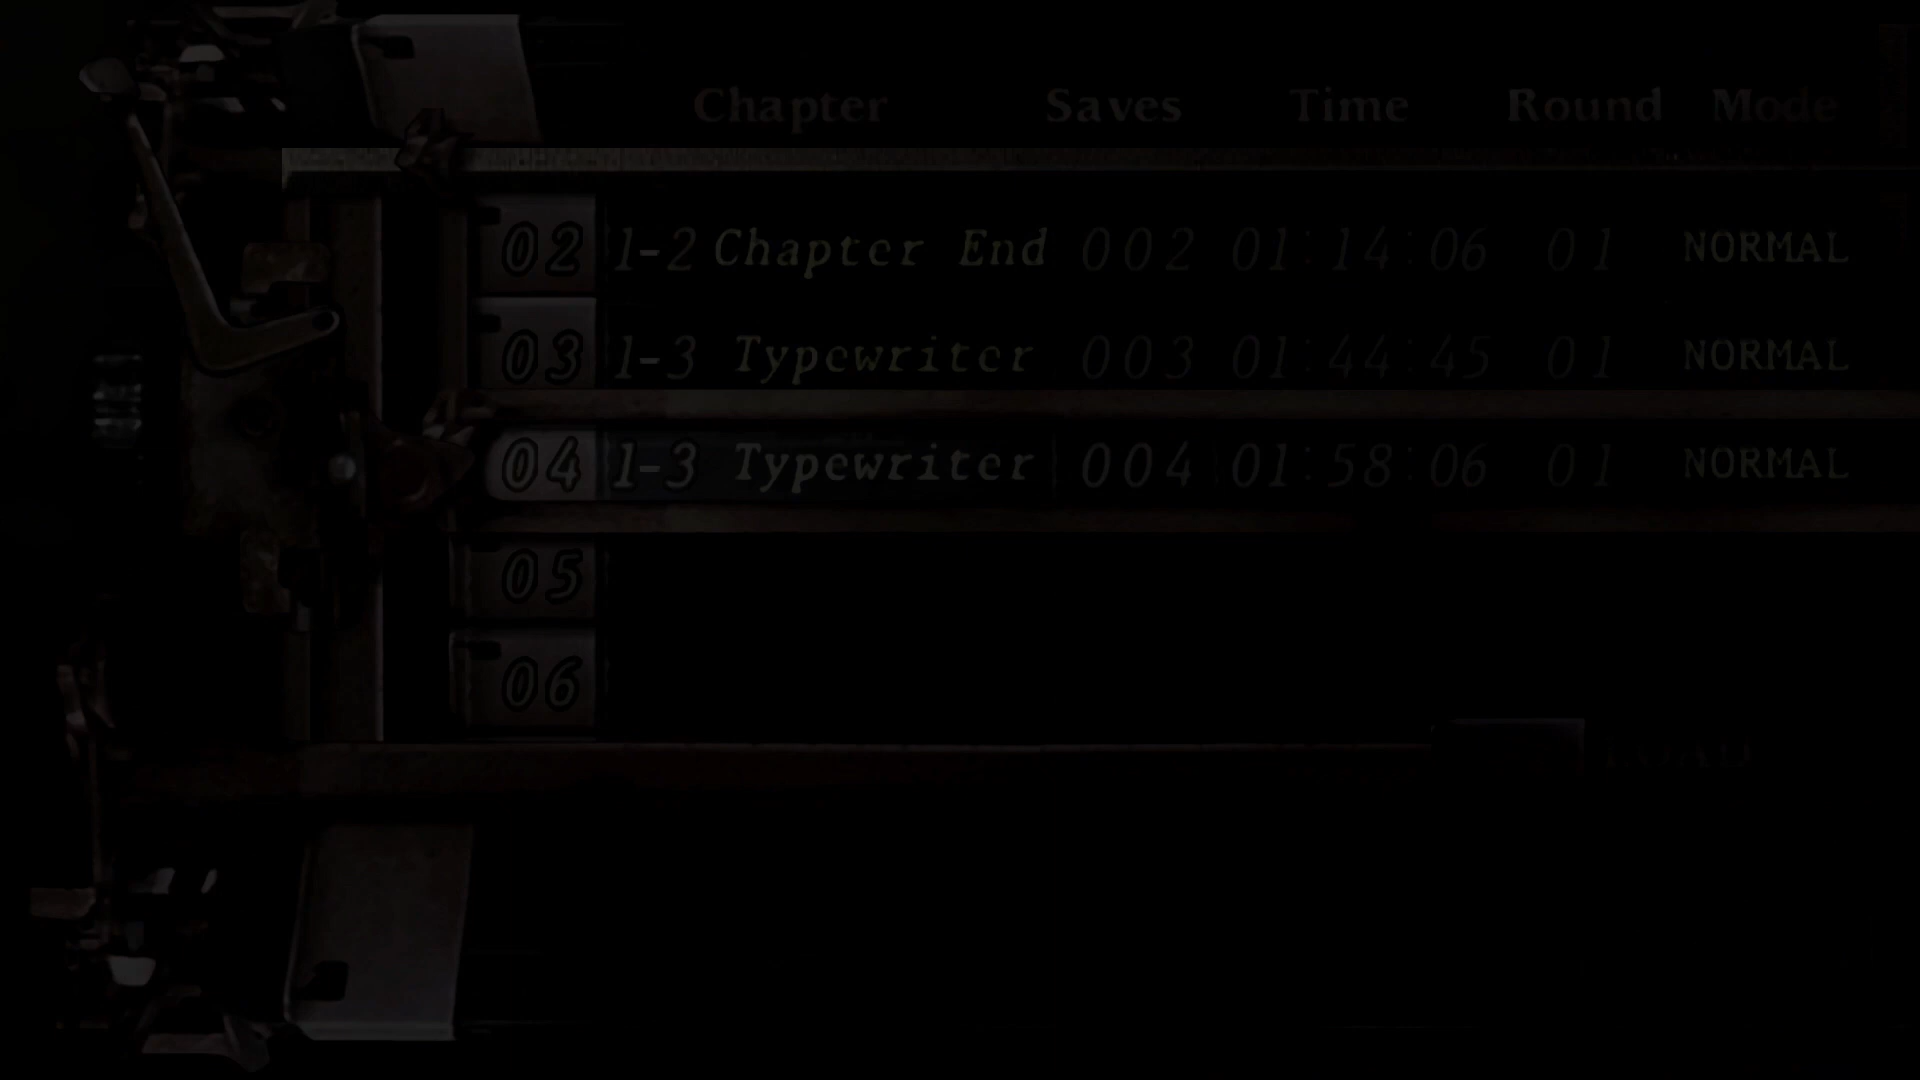 Chapter Saves Time Round Mode
02 1-2 Chapter End 002 01:14:06 01 NORMAL
03 1-3 Typewriter 003 01:44:45 01 NORMAL
04 1-3 Typewriter 004 01:58:06 01 NORMAL
05
06
LOAD